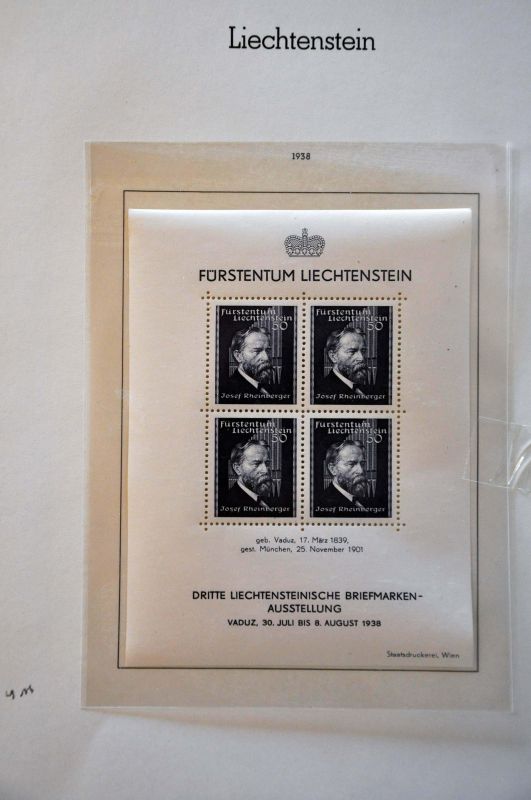 Liechtenstein
1938
FÜRSTENTUM LIECHTENSTEIN
Fürstentum
Liechtenstein
50
Josef Rheinberger
Fürstentum
Liechtenstein
50
Josef Rheinberger
Fürstentum
Liechtenstein
50
Josef Rheinberger
Fürstentum
Liechtenstein
50
Josef Rheinberger
geb. Vaduz, 17. März 1839,
gest. München, 25. November 1901
DRITTE LIECHTENSTEINISCHE BRIEFMARKEN-
AUSSTELLUNG
VADUZ, 30. JULI BIS 8. AUGUST 1938
Staatsdruckerei, Wien